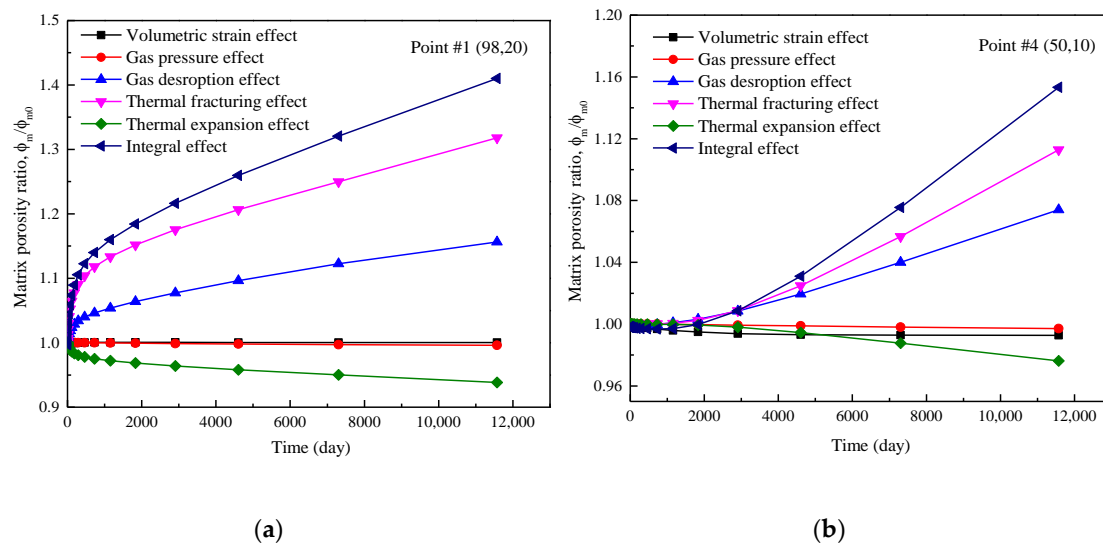 1.5
1.4
1.3
1.2
1.1
1.0
0.9
Matrix porosity ratio, ϕm/ϕm0
Volumetric strain effect
Gas pressure effect
Gas desroption effect
Thermal fracturing effect
Thermal expansion effect
Integral effect
Point #1 (98,20)
0 2000 4000 6000 8000 10,000 12,000
Time (day)
(a)
1.20
1.16
1.12
1.08
1.04
1.00
0.96
Matrix porosity ratio, ϕm/ϕm0
Volumetric strain effect
Gas pressure effect
Gas desroption effect
Thermal fracturing effect
Thermal expansion effect
Integral effect
Point #4 (50,10)
0 2000 4000 6000 8000 10,000 12,000
Time (day)
(b)